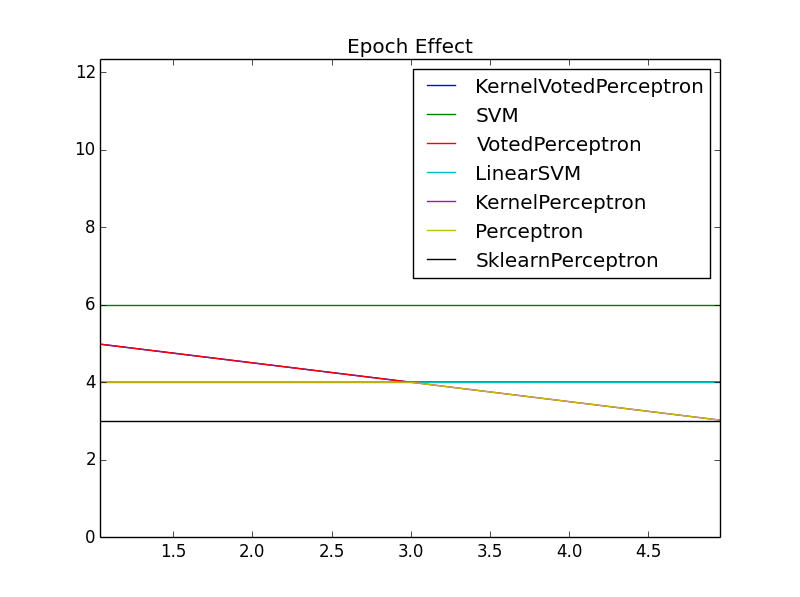 Epoch Effect
12
10
8
6
4
2
0
KernelVotedPerceptron
SVM
VotedPerceptron
LinearSVM
KernelPerceptron
Perceptron
SklearnPerceptron
1.5 2.0 2.5 3.0 3.5 4.0 4.5